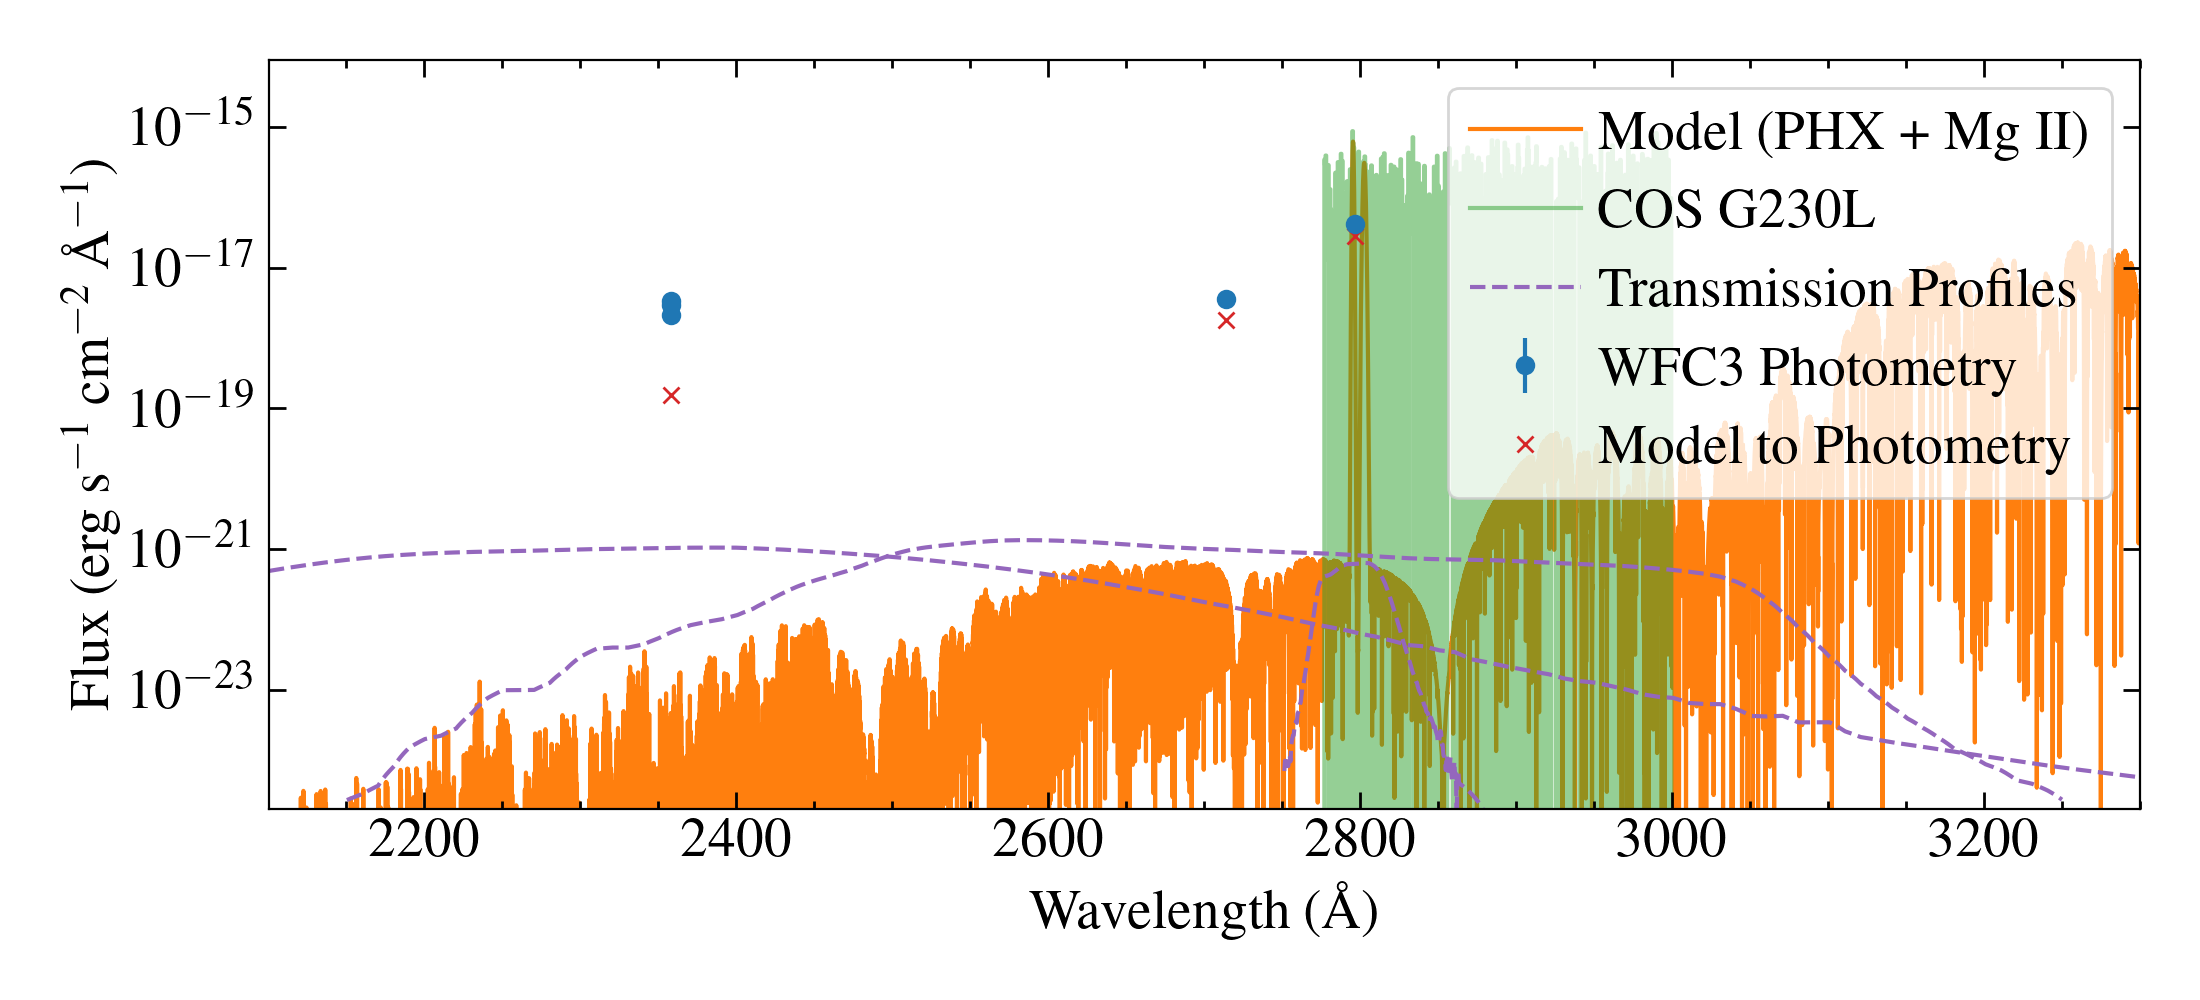 Flux (erg s⁻¹ cm⁻² Å⁻¹)
10⁻¹⁵
10⁻¹⁷
10⁻¹⁹
10⁻²¹
10⁻²³
Model (PHX + Mg II)
COS G230L
Transmission Profiles
WFC3 Photometry
Model to Photometry
2200 2400 2600 2800 3000 3200
Wavelength (Å)